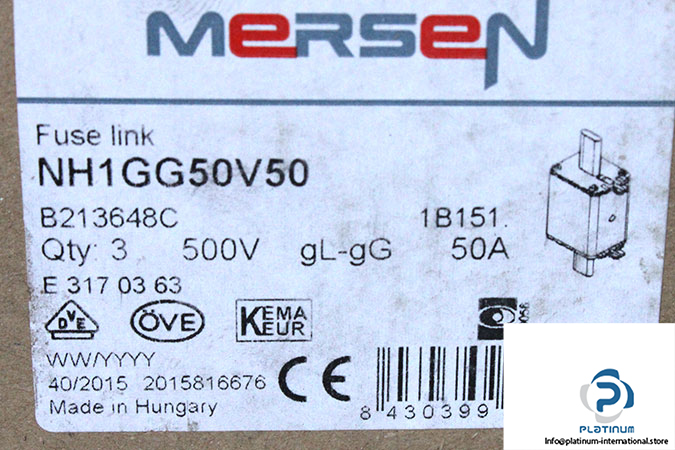 MERSEN
Fuse link
NH1GG50V50
B213648C 1B151.
Qty: 3 500V gL-gG 50A
E 317 03 63
DVE ÖVE KEMA KEUR
WW/YYYY
40/2015 2015816676
Made in Hungary
CE
8 430399
PLATINUM
Info@platinum-international.store